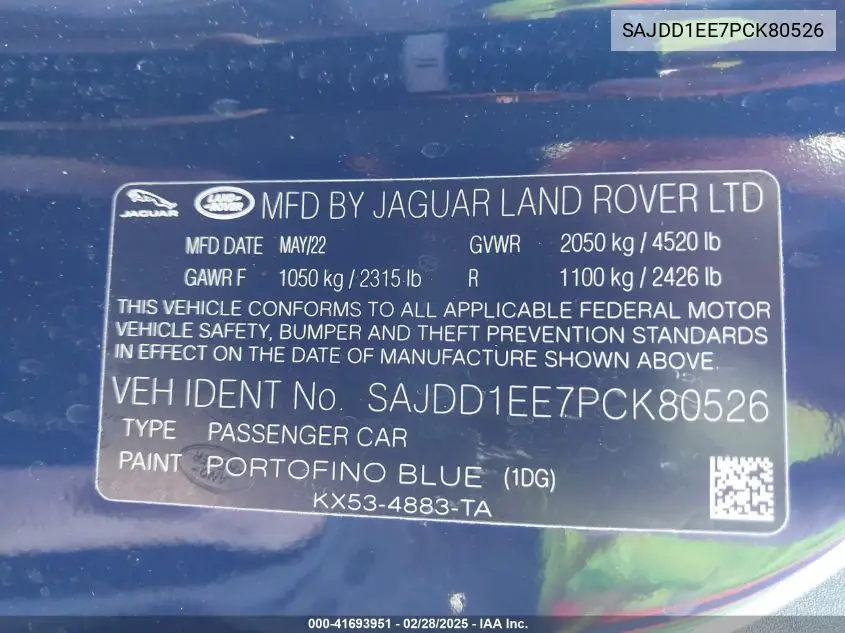 SAJDD1EE7PCK80526
JAGUAR LAND ROVER MFD BY JAGUAR LAND ROVER LTD
MFD DATE MAY/22 GVWR 2050 kg / 4520 lb
GAWR F 1050 kg / 2315 lb R 1100 kg / 2426 lb
THIS VEHICLE CONFORMS TO ALL APPLICABLE FEDERAL MOTOR
VEHICLE SAFETY, BUMPER AND THEFT PREVENTION STANDARDS
IN EFFECT ON THE DATE OF MANUFACTURE SHOWN ABOVE.
VEH IDENT No. SAJDD1EE7PCK80526
TYPE PASSENGER CAR
PAINT PORTOFINO BLUE (1DG)
KX53-4883-TA
000-41693951 - 02/28/2025 - IAA Inc.